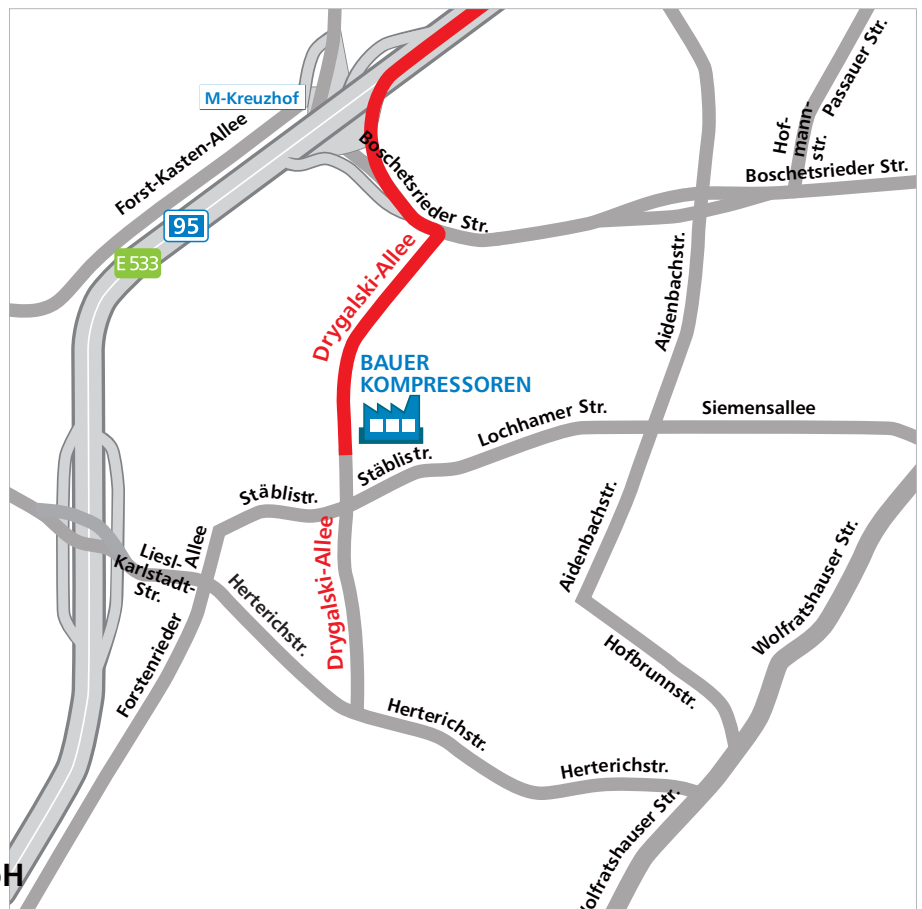 M-Kreuzhof
Forst-Kasten-Allee
95
E 533
Boschetsrieder Str.
Passauer Str.
Hof-
mann-
str.
Boschetsrieder Str.
Drygalski-Allee
Aidenbachstr.
BAUER
KOMPRESSOREN
Siemensallee
Lochhamer Str.
Stäblistr.
Stäblistr.
Aidenbachstr.
Drygalski-Allee
Liesl-
Karlstadt-
Str.
Forstenrieder
Allee
Herterichstr.
Wolfratshauser Str.
Hofbrunnstr.
Herterichstr.
Herterichstr.
olfratshauser Str.
H